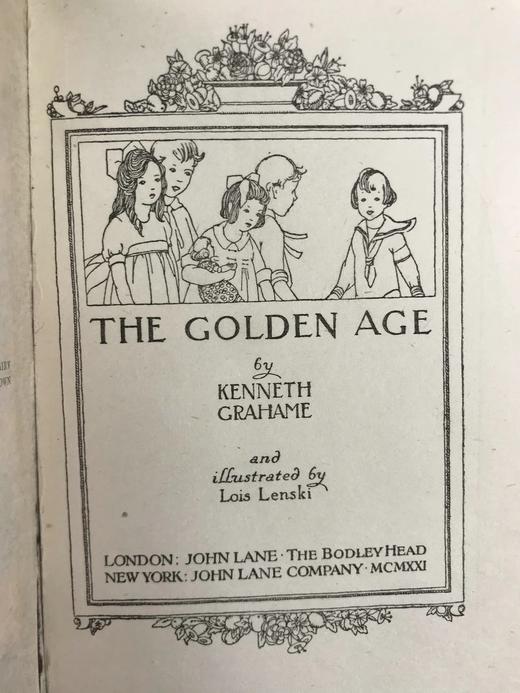 THE GOLDEN AGE
by
KENNETH
GRAHAME
and
illustrated by
Lois Lenski
LONDON: JOHN LANE · THE BODLEY HEAD
NEW YORK: JOHN LANE COMPANY · MCMXXI